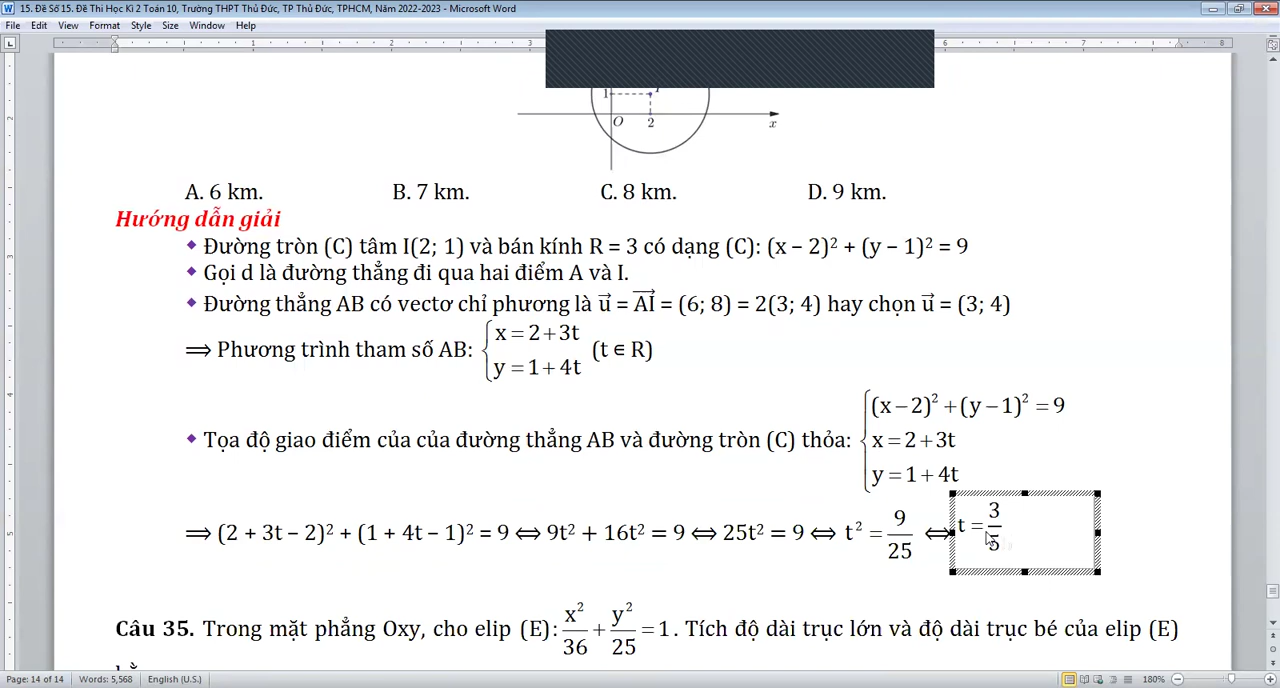 15. Đề Số 15. Đề Thi Học Kì 2 Toán 10, Trường THPT Thủ Đức, TP Thủ Đức, TPHCM, Năm 2022-2023 - Microsoft Word
File Edit View Format Style Size Window Help
1 2 3 6 7 8
1
O 2 x
A. 6 km. B. 7 km. C. 8 km. D. 9 km.
Hướng dẫn giải
◆ Đường tròn (C) tâm I(2; 1) và bán kính R = 3 có dạng (C): (x – 2)² + (y – 1)² = 9
◆ Gọi d là đường thẳng đi qua hai điểm A và I.
◆ Đường thẳng AB có vectơ chỉ phương là u⃗ = AI⃗ = (6; 8) = 2(3; 4) hay chọn u⃗ = (3; 4)
⟹ Phương trình tham số AB: { x = 2 + 3t
y = 1 + 4t (t ∈ R)
◆ Tọa độ giao điểm của của đường thẳng AB và đường tròn (C) thỏa: { (x – 2)² + (y – 1)² = 9
x = 2 + 3t
y = 1 + 4t
⟹ (2 + 3t – 2)² + (1 + 4t – 1)² = 9 ⟺ 9t² + 16t² = 9 ⟺ 25t² = 9 ⟺ t² = 9/25 ⟺ t = 3/5
Câu 35. Trong mặt phẳng Oxy, cho elip (E): x²/36 + y²/25 = 1. Tích độ dài trục lớn và độ dài trục bé của elip (E)
Page: 14 of 14 Words: 5,568 English (U.S.) 180%